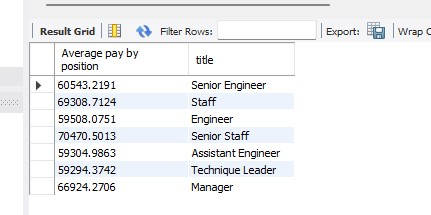 Result Grid Filter Rows: Export: Wrap C
Average pay by position title
60543.2191 Senior Engineer
69308.7124 Staff
59508.0751 Engineer
70470.5013 Senior Staff
59304.9863 Assistant Engineer
59294.3742 Technique Leader
66924.2706 Manager